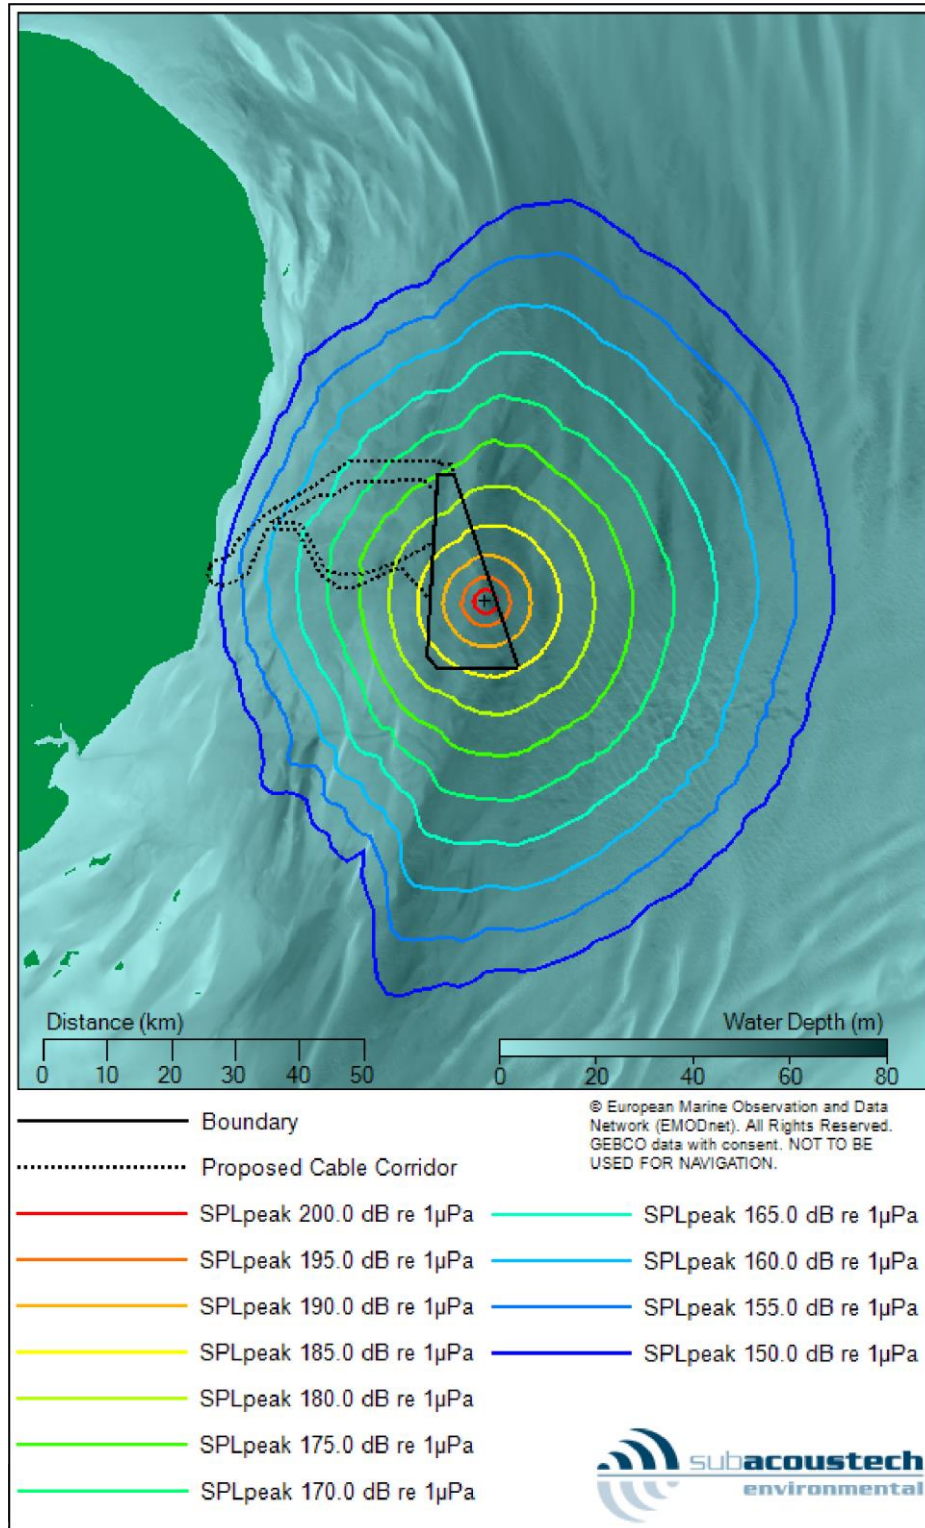 Distance (km)
0 10 20 30 40 50
Water Depth (m)
0 20 40 60 80
Boundary
Proposed Cable Corridor
© European Marine Observation and Data
Network (EMODnet). All Rights Reserved.
GEBCO data with consent. NOT TO BE
USED FOR NAVIGATION.
SPLpeak 200.0 dB re 1µPa
SPLpeak 195.0 dB re 1µPa
SPLpeak 190.0 dB re 1µPa
SPLpeak 185.0 dB re 1µPa
SPLpeak 180.0 dB re 1µPa
SPLpeak 175.0 dB re 1µPa
SPLpeak 170.0 dB re 1µPa
SPLpeak 165.0 dB re 1µPa
SPLpeak 160.0 dB re 1µPa
SPLpeak 155.0 dB re 1µPa
SPLpeak 150.0 dB re 1µPa
subacoustech
environmental